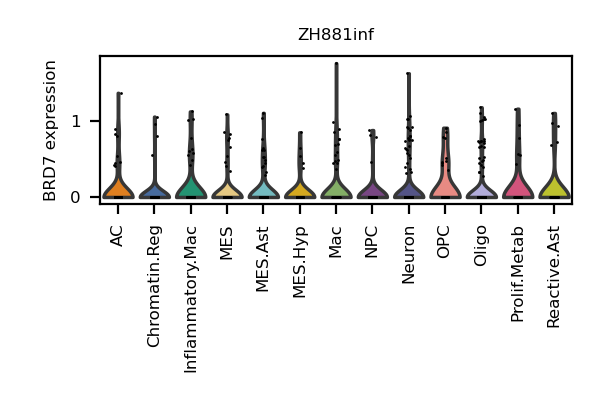 ZH881inf
BRD7 expression
1
0
AC
Chromatin.Reg
Inflammatory.Mac
MES
MES.Ast
MES.Hyp
Mac
NPC
Neuron
OPC
Oligo
Prolif.Metab
Reactive.Ast